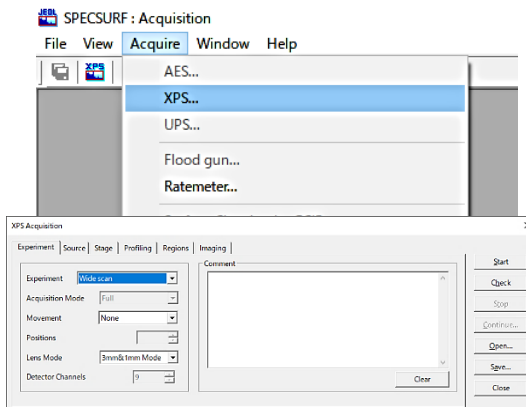 JEOL SPECSURF : Acquisition
File View Acquire Window Help
XPS
AES...
XPS...
UPS...
Flood gun...
Ratemeter...
XPS Acquisition
Experiment Source Stage Profiling Regions Imaging
Comment
Start
Experiment Wide scan
Check
Acquisition Mode Full
Stop
Movement None
Continue...
Positions
Open...
Lens Mode 3mm&1mm Mode
Save...
Detector Channels 9
Clear
Close